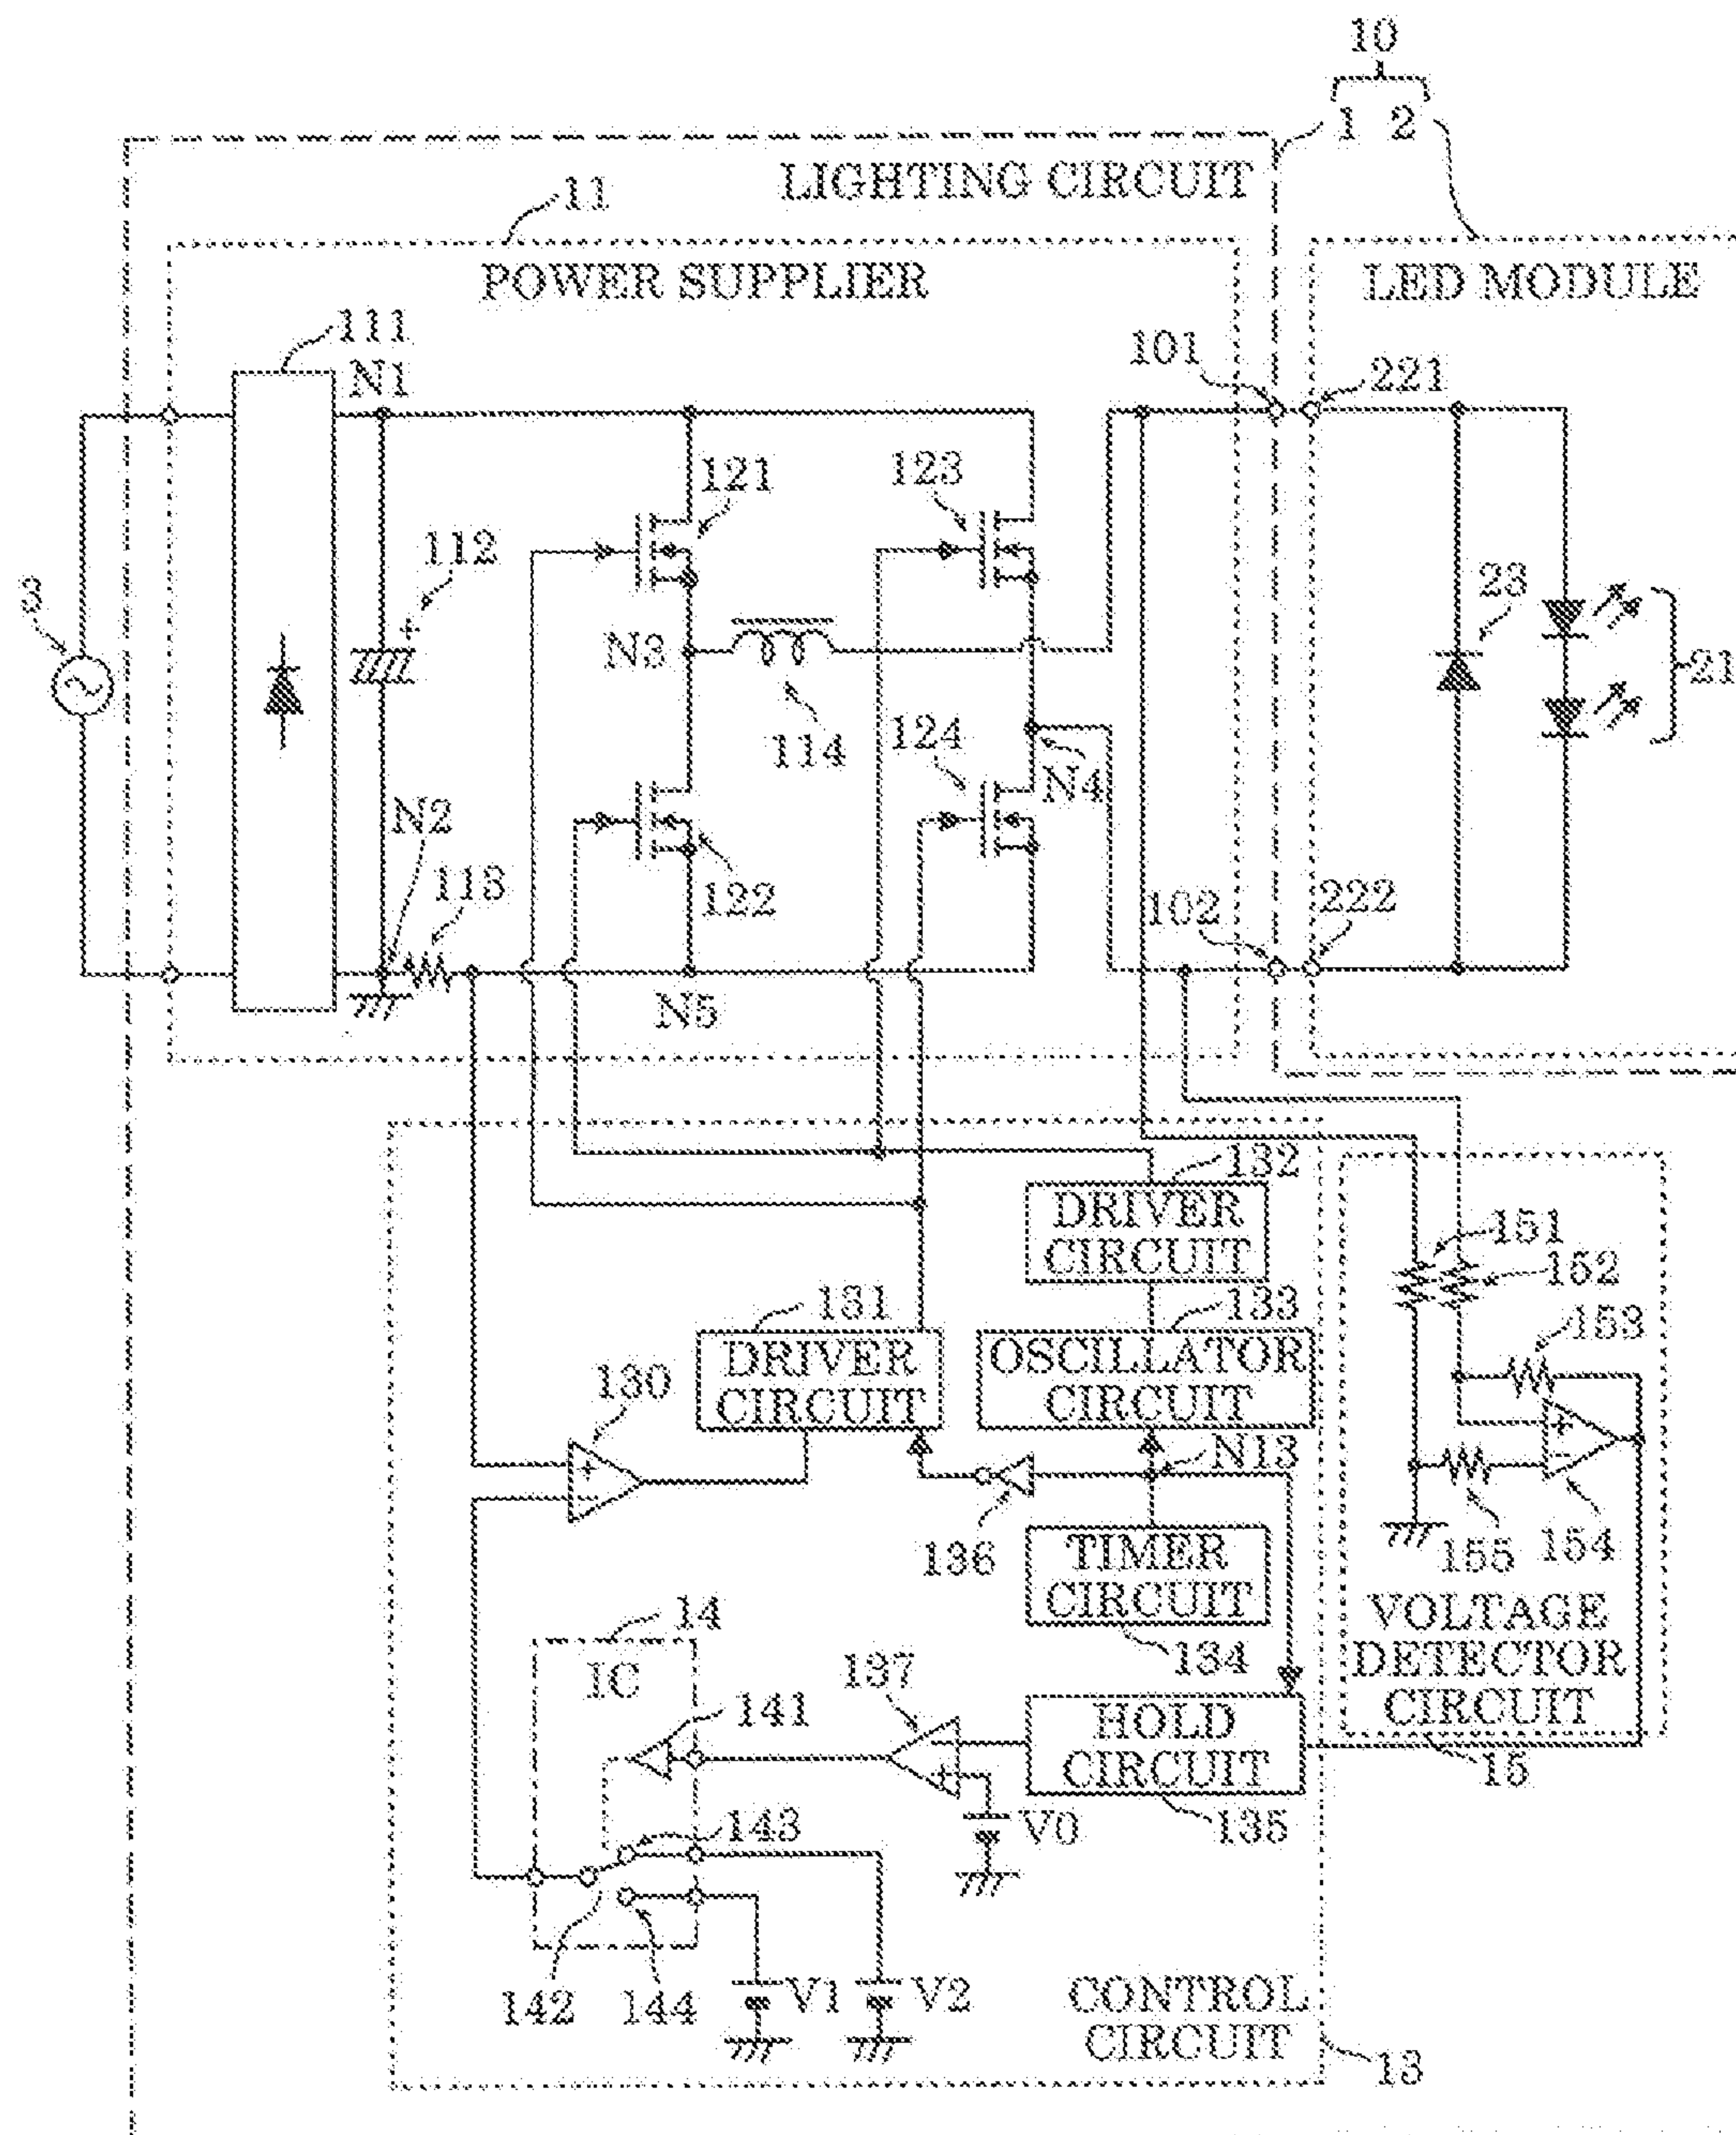 10
1 2
LIGHTING CIRCUIT
11
POWER SUPPLIER
LED MODULE
111
N1
101
221
121
123
112
3
23
N3
21
114
124
N4
N2
113
122
102
222
N5
132
DRIVER
CIRCUIT
151
152
131
133
153
DRIVER
CIRCUIT
OSCILLATOR
CIRCUIT
130
N13
+
−
+
−
136
155
154
TIMER
CIRCUIT
134
14
IC
VOLTAGE
DETECTOR
CIRCUIT
137
141
HOLD
CIRCUIT
−
+
15
143
V0
135
142
144
V1
V2
CONTROL
CIRCUIT
13